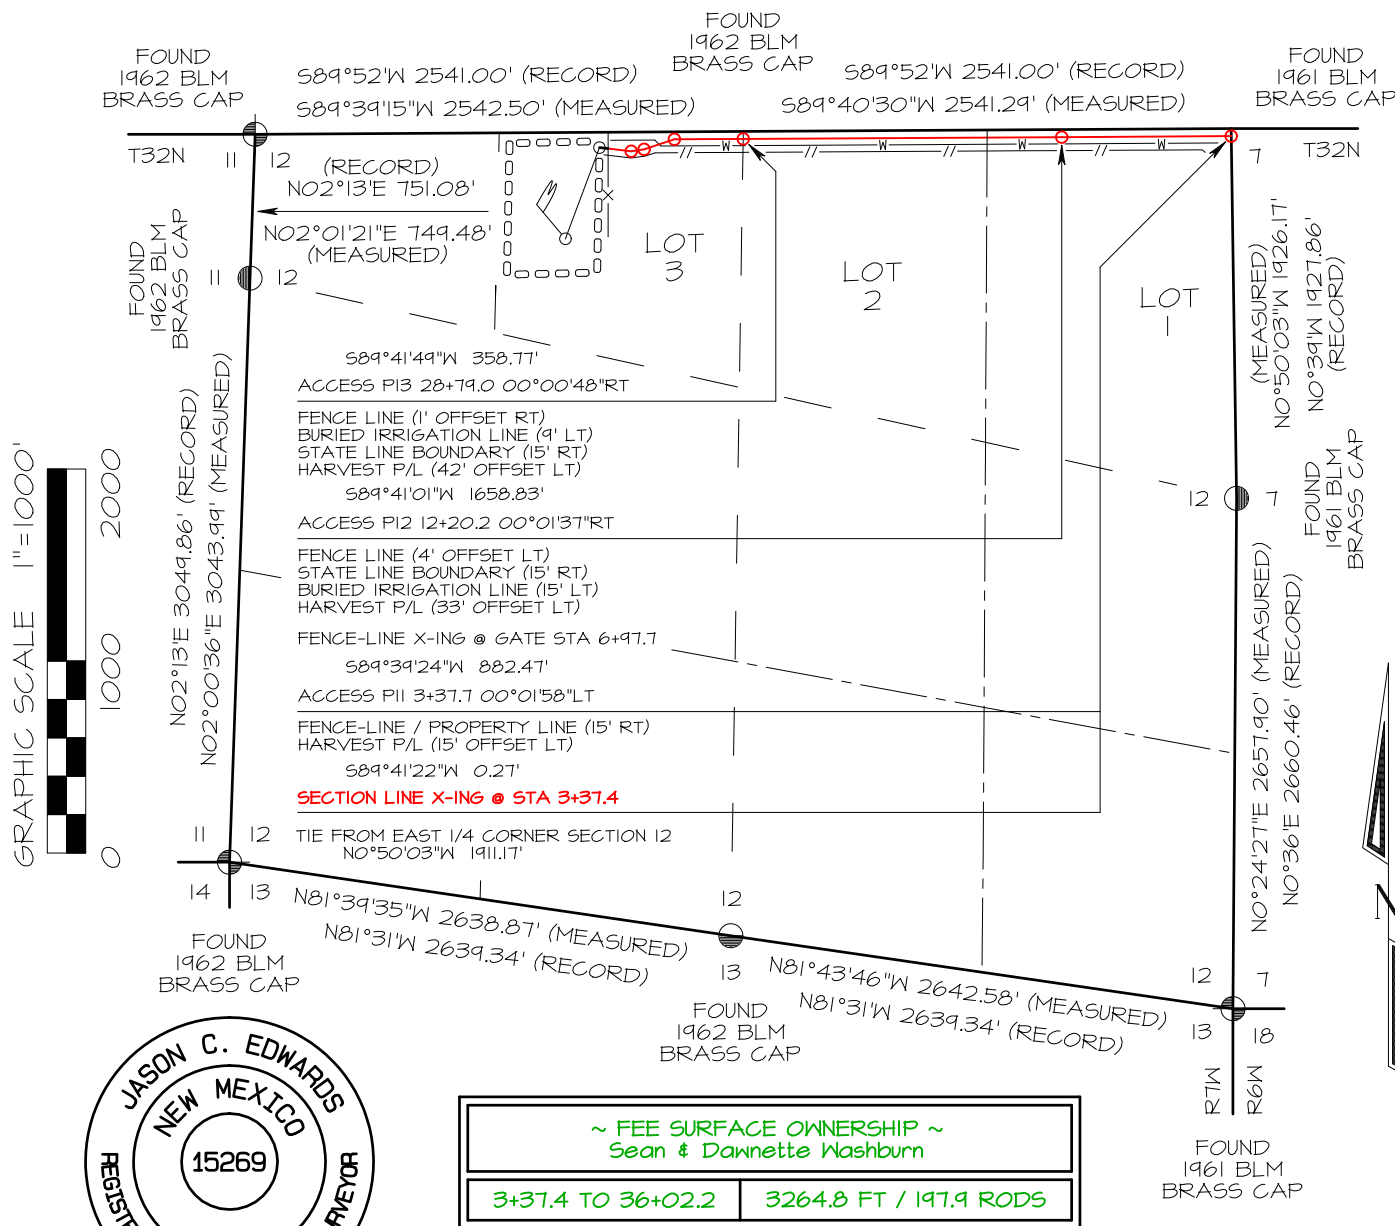 FOUND
1962 BLM
BRASS CAP
S89°52'W 2541.00' (RECORD)
S89°39'15"W 2542.50' (MEASURED)
FOUND
1962 BLM
BRASS CAP
S89°52'W 2541.00' (RECORD)
S89°40'30"W 2541.29' (MEASURED)
FOUND
1961 BLM
BRASS CAP
T32N
11 12
7
T32N
(RECORD)
N02°13'E 751.08'
N02°01'21"E 749.48'
(MEASURED)
W W W W
// // // //
X
FOUND
1962 BLM
BRASS CAP
11 12
LOT
3
LOT
2
LOT
1
(MEASURED)
N0°50'03"W 1926.17'
N0°39'W 1927.86'
(RECORD)
S89°41'49"W 358.77'
ACCESS PI3 28+79.0 00°00'48"RT
FENCE LINE (1' OFFSET RT)
BURIED IRRIGATION LINE (9' LT)
STATE LINE BOUNDARY (15' RT)
HARVEST P/L (42' OFFSET LT)
S89°41'01"W 1658.83'
ACCESS PI2 12+20.2 00°01'37"RT
FENCE LINE (4' OFFSET LT)
STATE LINE BOUNDARY (15' RT)
BURIED IRRIGATION LINE (15' LT)
HARVEST P/L (33' OFFSET LT)
FENCE-LINE X-ING @ GATE STA 6+97.7
S89°39'24"W 882.47'
ACCESS PI1 3+37.7 00°01'58"LT
FENCE-LINE / PROPERTY LINE (15' RT)
HARVEST P/L (15' OFFSET LT)
S89°41'22"W 0.27'
SECTION LINE X-ING @ STA 3+37.4
TIE FROM EAST 1/4 CORNER SECTION 12
N0°50'03"W 1911.17'
12 7
FOUND
1961 BLM
BRASS CAP
N02°13'E 3049.86' (RECORD)
N02°00'36"E 3043.99' (MEASURED)
GRAPHIC SCALE 1"=1000'
0
1000
2000
N0°24'27"E 2657.90' (MEASURED)
N0°36'E 2660.46' (RECORD)
11 12
14 13
FOUND
1962 BLM
BRASS CAP
N81°39'35"W 2638.87' (MEASURED)
N81°31'W 2639.34' (RECORD)
12
13
FOUND
1962 BLM
BRASS CAP
N81°43'46"W 2642.58' (MEASURED)
N81°31'W 2639.34' (RECORD)
12 7
13 18
R7W
R6W
FOUND
1961 BLM
BRASS CAP
N
JASON C. EDWARDS
NEW MEXICO
15269
~ FEE SURFACE OWNERSHIP ~
Sean & Dawnette Washburn
3+37.4 TO 36+02.2
3264.8 FT / 197.9 RODS